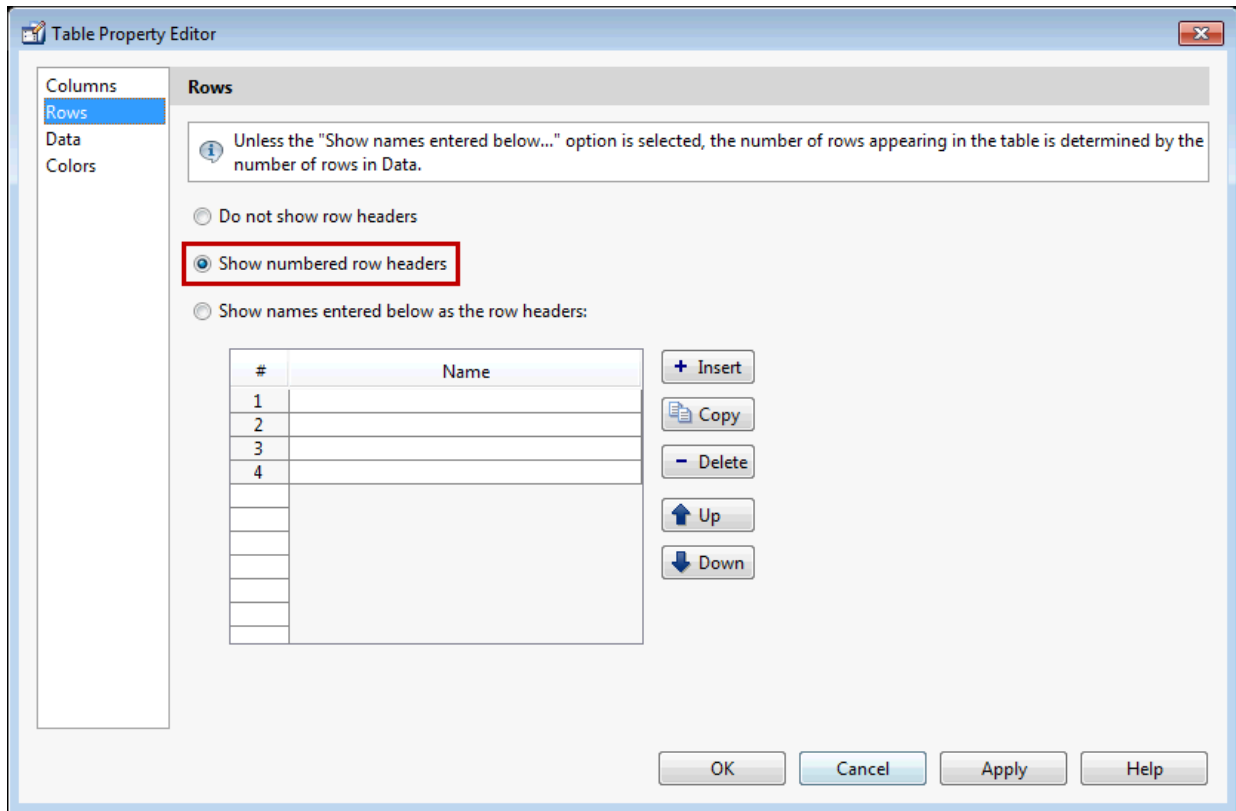 Table Property Editor
Columns
Rows
Data
Colors
Rows
Unless the "Show names entered below..." option is selected, the number of rows appearing in the table is determined by the
number of rows in Data.
Do not show row headers
Show numbered row headers
Show names entered below as the row headers:
# Name
1
2
3
4
+ Insert
Copy
- Delete
Up
Down
OK Cancel Apply Help